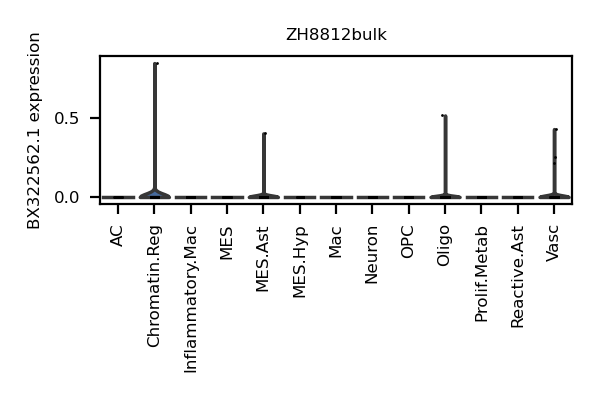 ZH8812bulk
BX322562.1 expression
0.5
0.0
AC
Chromatin.Reg
Inflammatory.Mac
MES
MES.Ast
MES.Hyp
Mac
Neuron
OPC
Oligo
Prolif.Metab
Reactive.Ast
Vasc